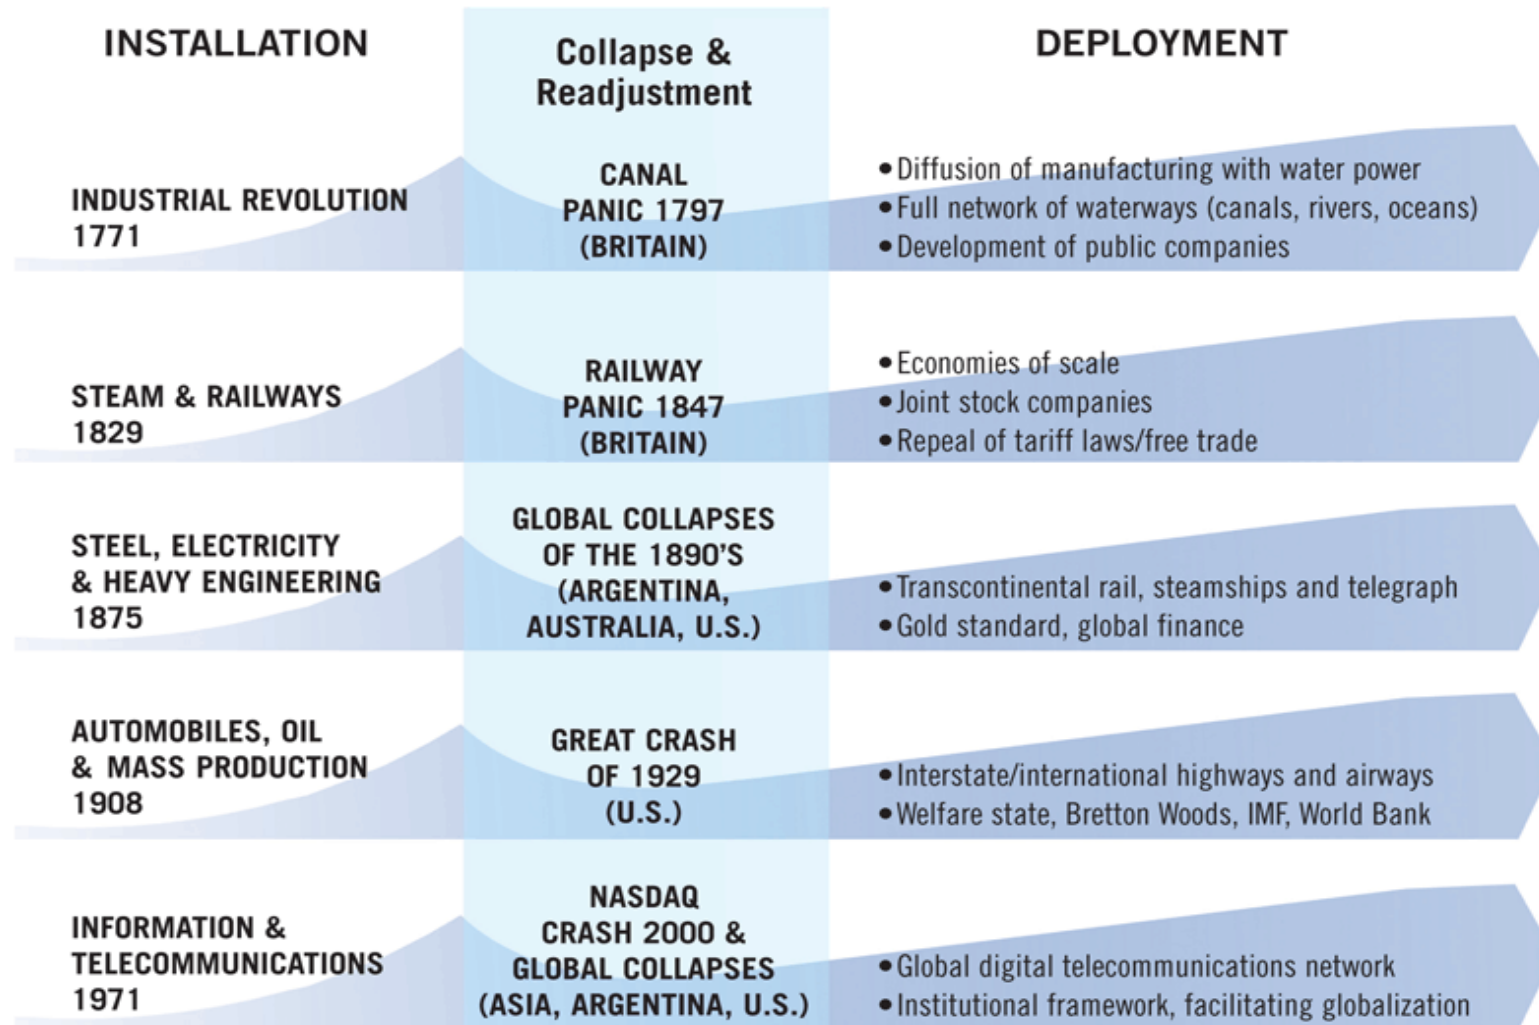 INSTALLATION
Collapse &
Readjustment
DEPLOYMENT
INDUSTRIAL REVOLUTION
1771
CANAL
PANIC 1797
(BRITAIN)
•Diffusion of manufacturing with water power
•Full network of waterways (canals, rivers, oceans)
•Development of public companies
STEAM & RAILWAYS
1829
RAILWAY
PANIC 1847
(BRITAIN)
•Economies of scale
•Joint stock companies
•Repeal of tariff laws/free trade
STEEL, ELECTRICITY
& HEAVY ENGINEERING
1875
GLOBAL COLLAPSES
OF THE 1890'S
(ARGENTINA,
AUSTRALIA, U.S.)
•Transcontinental rail, steamships and telegraph
•Gold standard, global finance
AUTOMOBILES, OIL
& MASS PRODUCTION
1908
GREAT CRASH
OF 1929
(U.S.)
•Interstate/international highways and airways
•Welfare state, Bretton Woods, IMF, World Bank
INFORMATION &
TELECOMMUNICATIONS
1971
NASDAQ
CRASH 2000 &
GLOBAL COLLAPSES
(ASIA, ARGENTINA, U.S.)
•Global digital telecommunications network
•Institutional framework, facilitating globalization